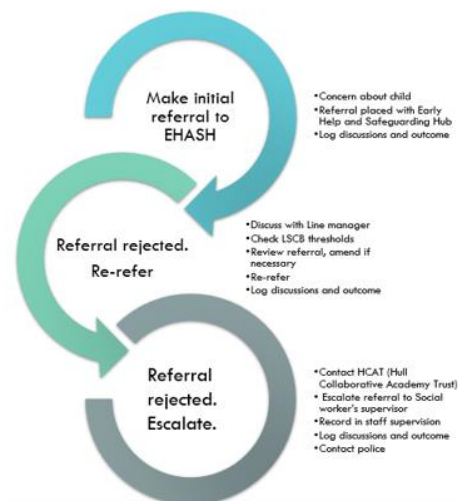 Make initial
referral to
EHASH
•Concern about child
•Referral placed with Early
Help and Safeguarding Hub
•Log discussions and outcome
Referral rejected.
Re-refer
•Discuss with Line manager
•Check LSCB thresholds
•Review referral, amend if
necessary
•Re-refer
•Log discussions and outcome
Referral
rejected.
Escalate.
•Contact HCAT (Hull
Collaborative Academy Trust)
• Escalate referral to Social
worker's supervisor
•Record in staff supervision
•Log discussions and outcome
•Contact police